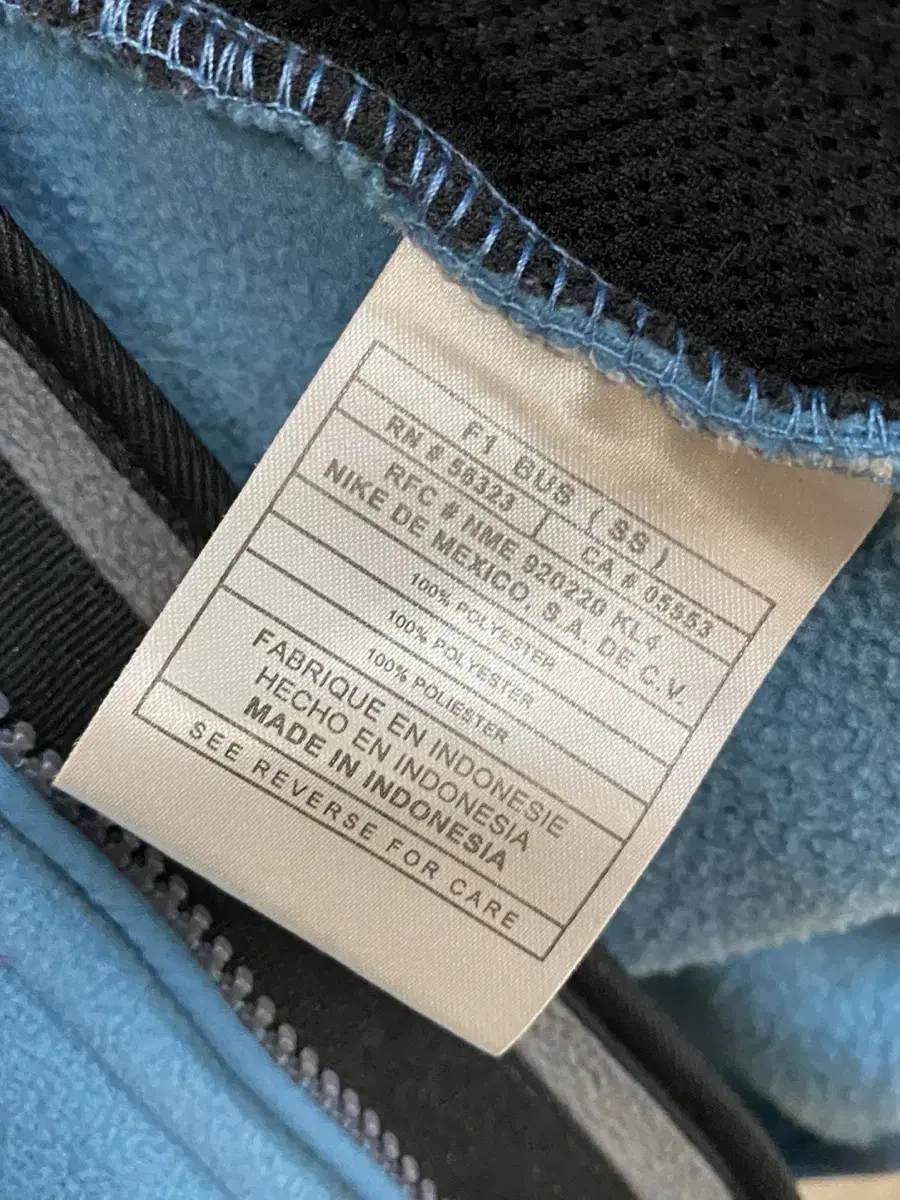 F1 BUS ( SS )
RN # 56323 | CA # 05553
RFC # NME 920220 KL4
NIKE DE MEXICO, S.A. DE C.V.
100% POLYESTER
100% POLYESTER
100% POLIESTER
FABRIQUE EN INDONESIE
HECHO EN INDONESIA
MADE IN INDONESIA
SEE REVERSE FOR CARE